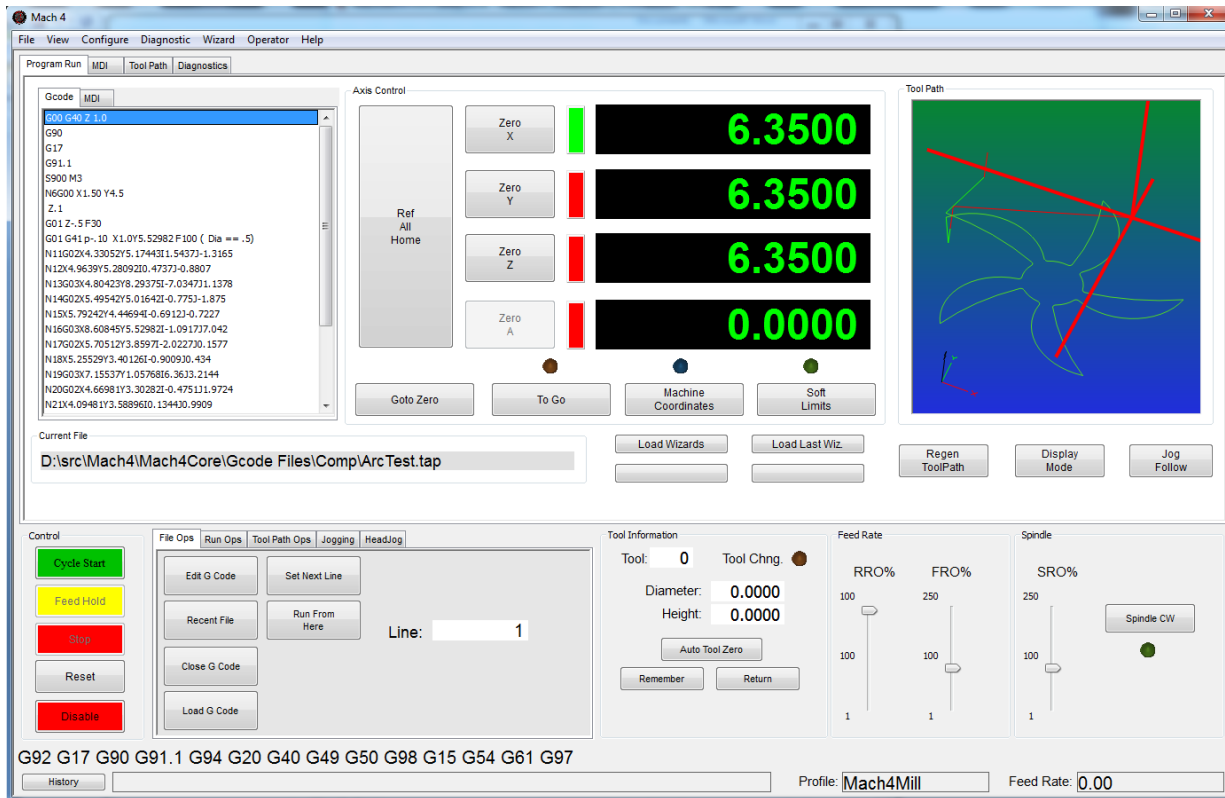 Mach 4
File View Configure Diagnostic Wizard Operator Help
Program Run MDI Tool Path Diagnostics
Gcode MDI
G00 G40 Z 1.0
G90
G17
G91.1
S900 M3
N6G00 X1.50 Y4.5
Z.1
G01 Z-.5 F30
G01 G41 p-.10 X1.0Y5.52982 F100 ( Dia == .5)
N11G02X4.33052Y5.17443I1.5437J-1.3165
N12X4.9639Y5.28092I0.4737J-0.8807
N13G03X4.80423Y8.29375I-7.0347J1.1378
N14G02X5.49542Y5.01642I-0.775J-1.875
N15X5.79242Y4.44694I-0.6912J-0.7227
N16G03X8.60845Y5.52982I-1.0917J7.042
N17G02X5.70512Y3.8597I-2.0227J0.1577
N18X5.25529Y3.40126I-0.9009J0.434
N19G03X7.15537Y1.05768I6.36J3.2144
N20G02X4.66981Y3.30282I-0.4751J1.9724
N21X4.09481Y3.58896I0.1344J0.9909
Axis Control
Ref
All
Home
Zero
X
6.3500
Zero
Y
6.3500
Zero
Z
6.3500
Zero
A
0.0000
Goto Zero
To Go
Machine
Coordinates
Soft
Limits
Tool Path
Current File
D:\src\Mach4\Mach4Core\Gcode Files\Comp\ArcTest.tap
Load Wizards
Load Last Wiz.
Regen
ToolPath
Display
Mode
Jog
Follow
Control
Cycle Start
Feed Hold
Stop
Reset
Disable
File Ops Run Ops Tool Path Ops Jogging HeadJog
Edit G Code
Set Next Line
Recent File
Run From
Here
Line: 1
Close G Code
Load G Code
Tool Information
Tool: 0 Tool Chng.
Diameter: 0.0000
Height: 0.0000
Auto Tool Zero
Remember
Return
Feed Rate
RRO% FRO%
100 250
100 100
1 1
Spindle
SRO%
250
100
1
Spindle CW
G92 G17 G90 G91.1 G94 G20 G40 G49 G50 G98 G15 G54 G61 G97
History
Profile: Mach4Mill
Feed Rate: 0.00